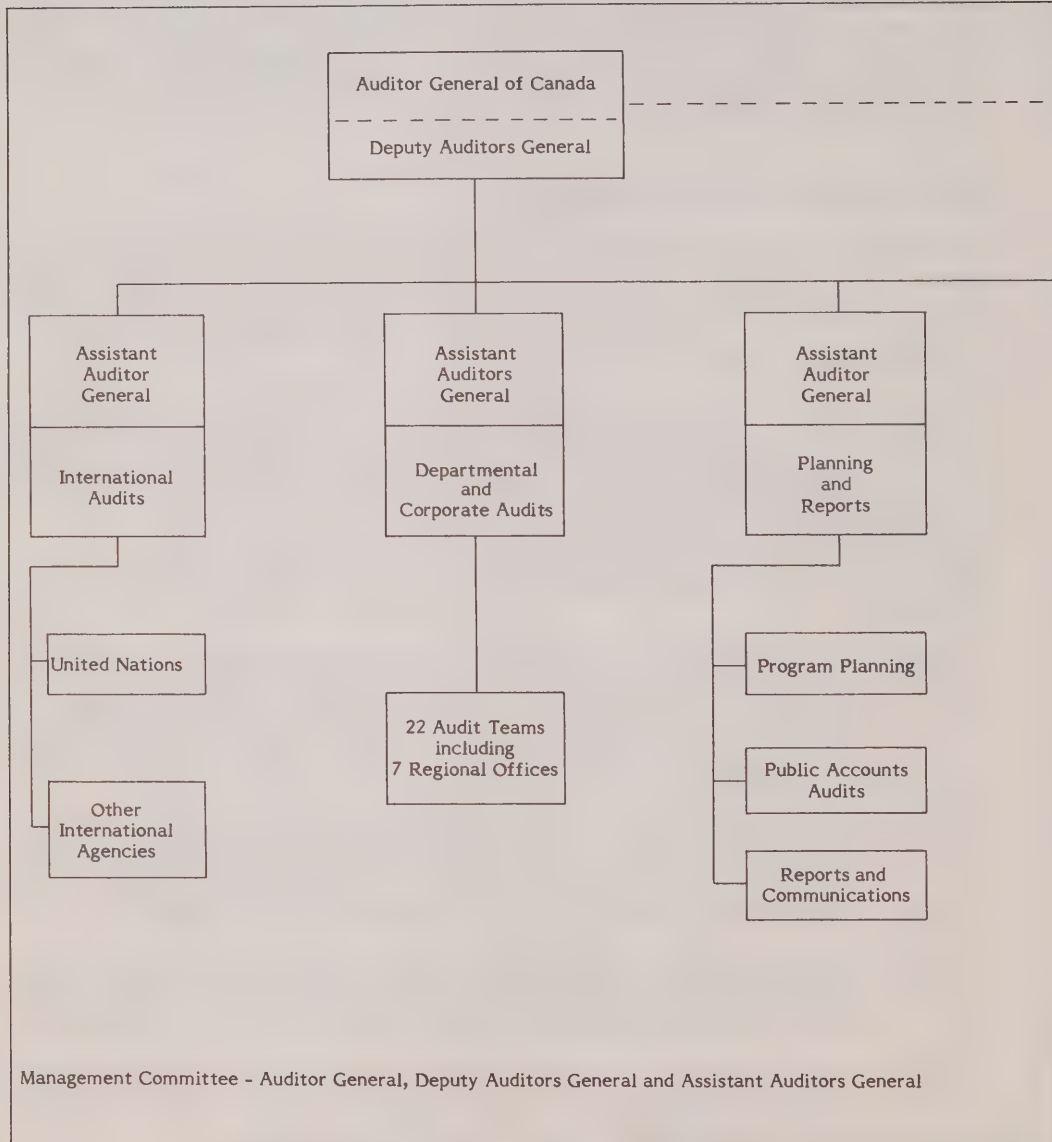 Auditor General of Canada
Deputy Auditors General
Assistant
Auditor
General
International
Audits
United Nations
Other
International
Agencies
Assistant
Auditors
General
Departmental
and
Corporate Audits
22 Audit Teams
including
7 Regional Offices
Assistant
Auditor
General
Planning
and
Reports
Program Planning
Public Accounts
Audits
Reports and
Communications
Management Committee - Auditor General, Deputy Auditors General and Assistant Auditors General